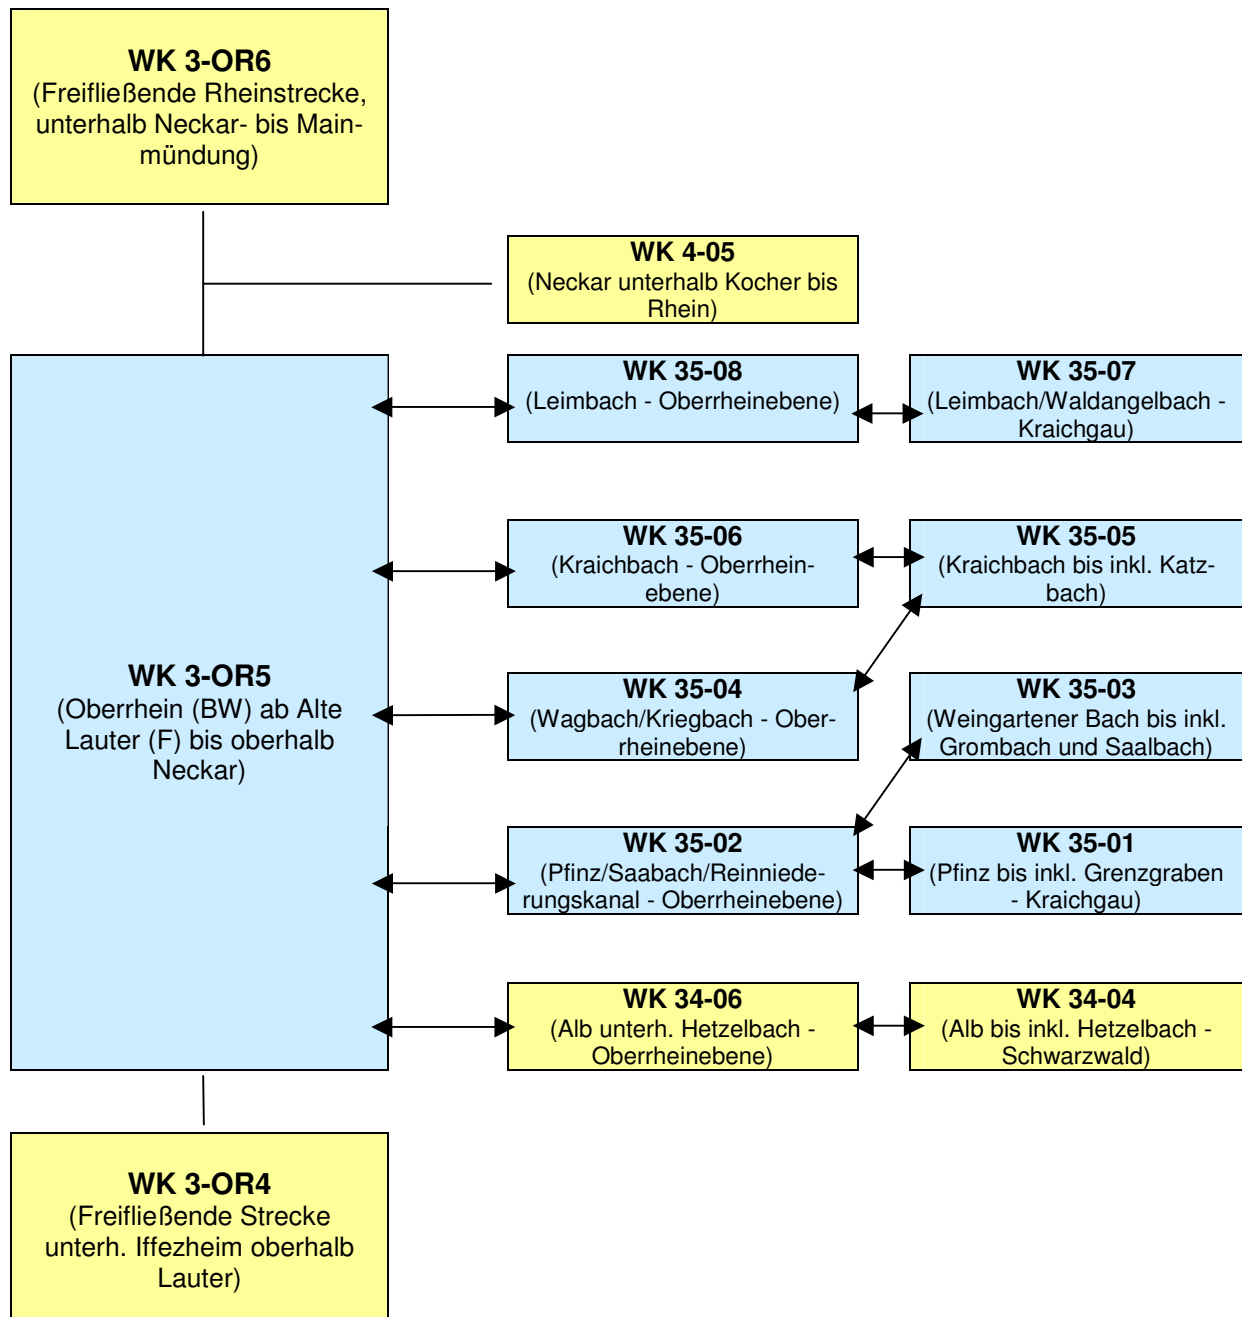 WK 3-OR6
(Freifließende Rheinstrecke,
unterhalb Neckar- bis Main-
mündung)
WK 4-05
(Neckar unterhalb Kocher bis
Rhein)
WK 35-08
(Leimbach - Oberrheinebene)
WK 35-07
(Leimbach/Waldangelbach -
Kraichgau)
WK 35-06
(Kraichbach - Oberrhein-
ebene)
WK 35-05
(Kraichbach bis inkl. Katz-
bach)
WK 3-OR5
(Oberrhein (BW) ab Alte
Lauter (F) bis oberhalb
Neckar)
WK 35-04
(Wagbach/Kriegbach - Ober-
rheinebene)
WK 35-03
(Weingartener Bach bis inkl.
Grombach und Saalbach)
WK 35-02
(Pfinz/Saabach/Reinniede-
rungskanal - Oberrheinebene)
WK 35-01
(Pfinz bis inkl. Grenzgraben
- Kraichgau)
WK 34-06
(Alb unterh. Hetzelbach -
Oberrheinebene)
WK 34-04
(Alb bis inkl. Hetzelbach -
Schwarzwald)
WK 3-OR4
(Freifließende Strecke
unterh. Iffezheim oberhalb
Lauter)